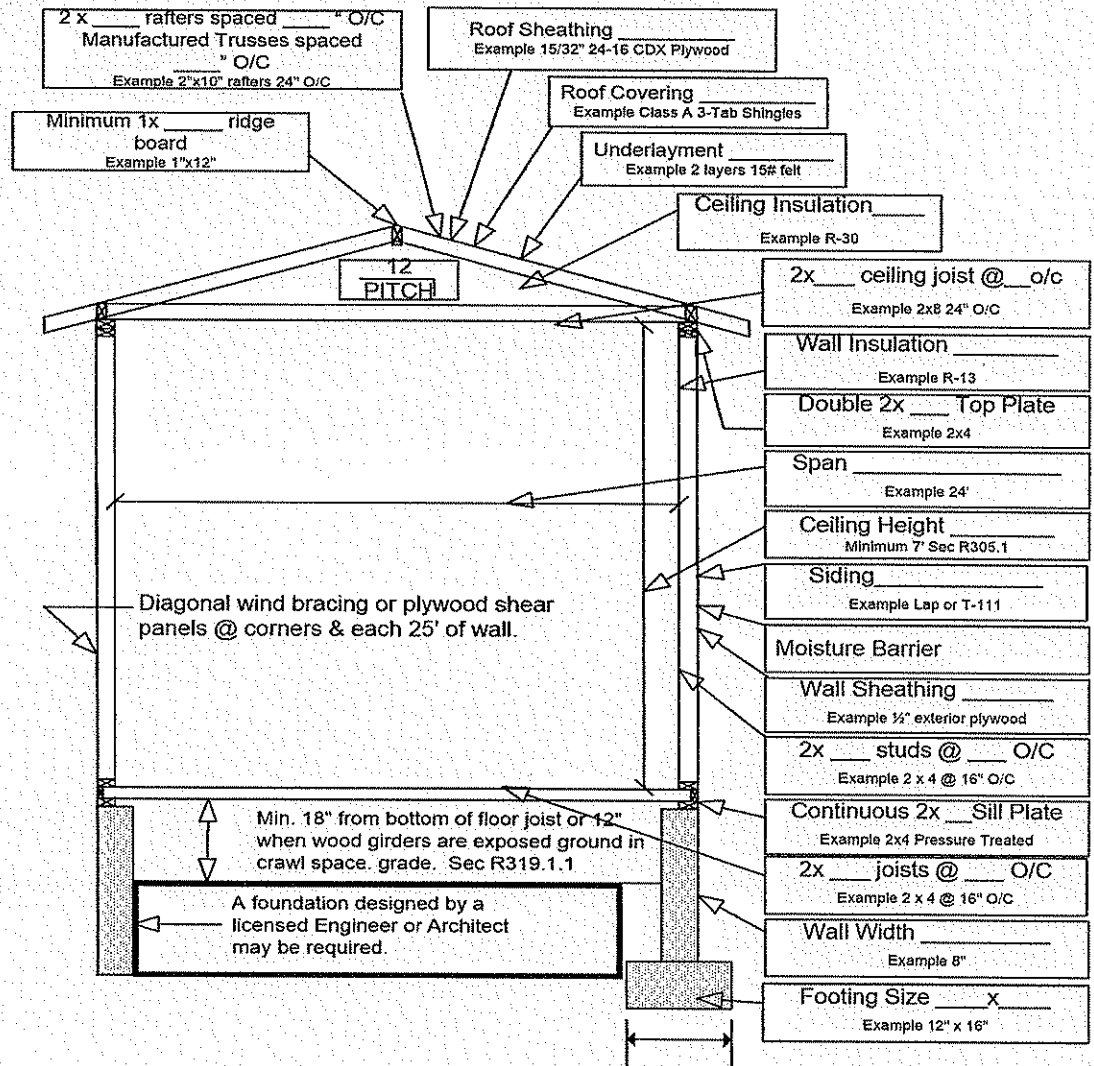 2 x ____ rafters spaced ____ " O/C
Manufactured Trusses spaced
____" O/C
Example 2"x10" rafters 24" O/C
Roof Sheathing ________
Example 15/32" 24-16 CDX Plywood
Roof Covering ________
Example Class A 3-Tab Shingles
Minimum 1x ____ ridge
board
Example 1"x12"
Underlayment ________
Example 2 layers 15# felt
Ceiling Insulation____
Example R-30
12
PITCH
2x___ ceiling joist @__o/c
Example 2x8 24" O/C
Wall Insulation ________
Example R-13
Double 2x ___ Top Plate
Example 2x4
Span ________________
Example 24'
Ceiling Height ______
Minimum 7' Sec R305.1
Siding_____________
Example Lap or T-111
Diagonal wind bracing or plywood shear
panels @ corners & each 25' of wall.
Moisture Barrier
Wall Sheathing ______
Example ½" exterior plywood
2x ___ studs @ ___ O/C
Example 2 x 4 @ 16" O/C
Continuous 2x __Sill Plate
Example 2x4 Pressure Treated
Min. 18" from bottom of floor joist or 12"
when wood girders are exposed ground in
crawl space. grade. Sec R319.1.1
2x ___ joists @ ___ O/C
Example 2 x 4 @ 16" O/C
A foundation designed by a
licensed Engineer or Architect
may be required.
Wall Width ________
Example 8"
Footing Size ____x____
Example 12" x 16"